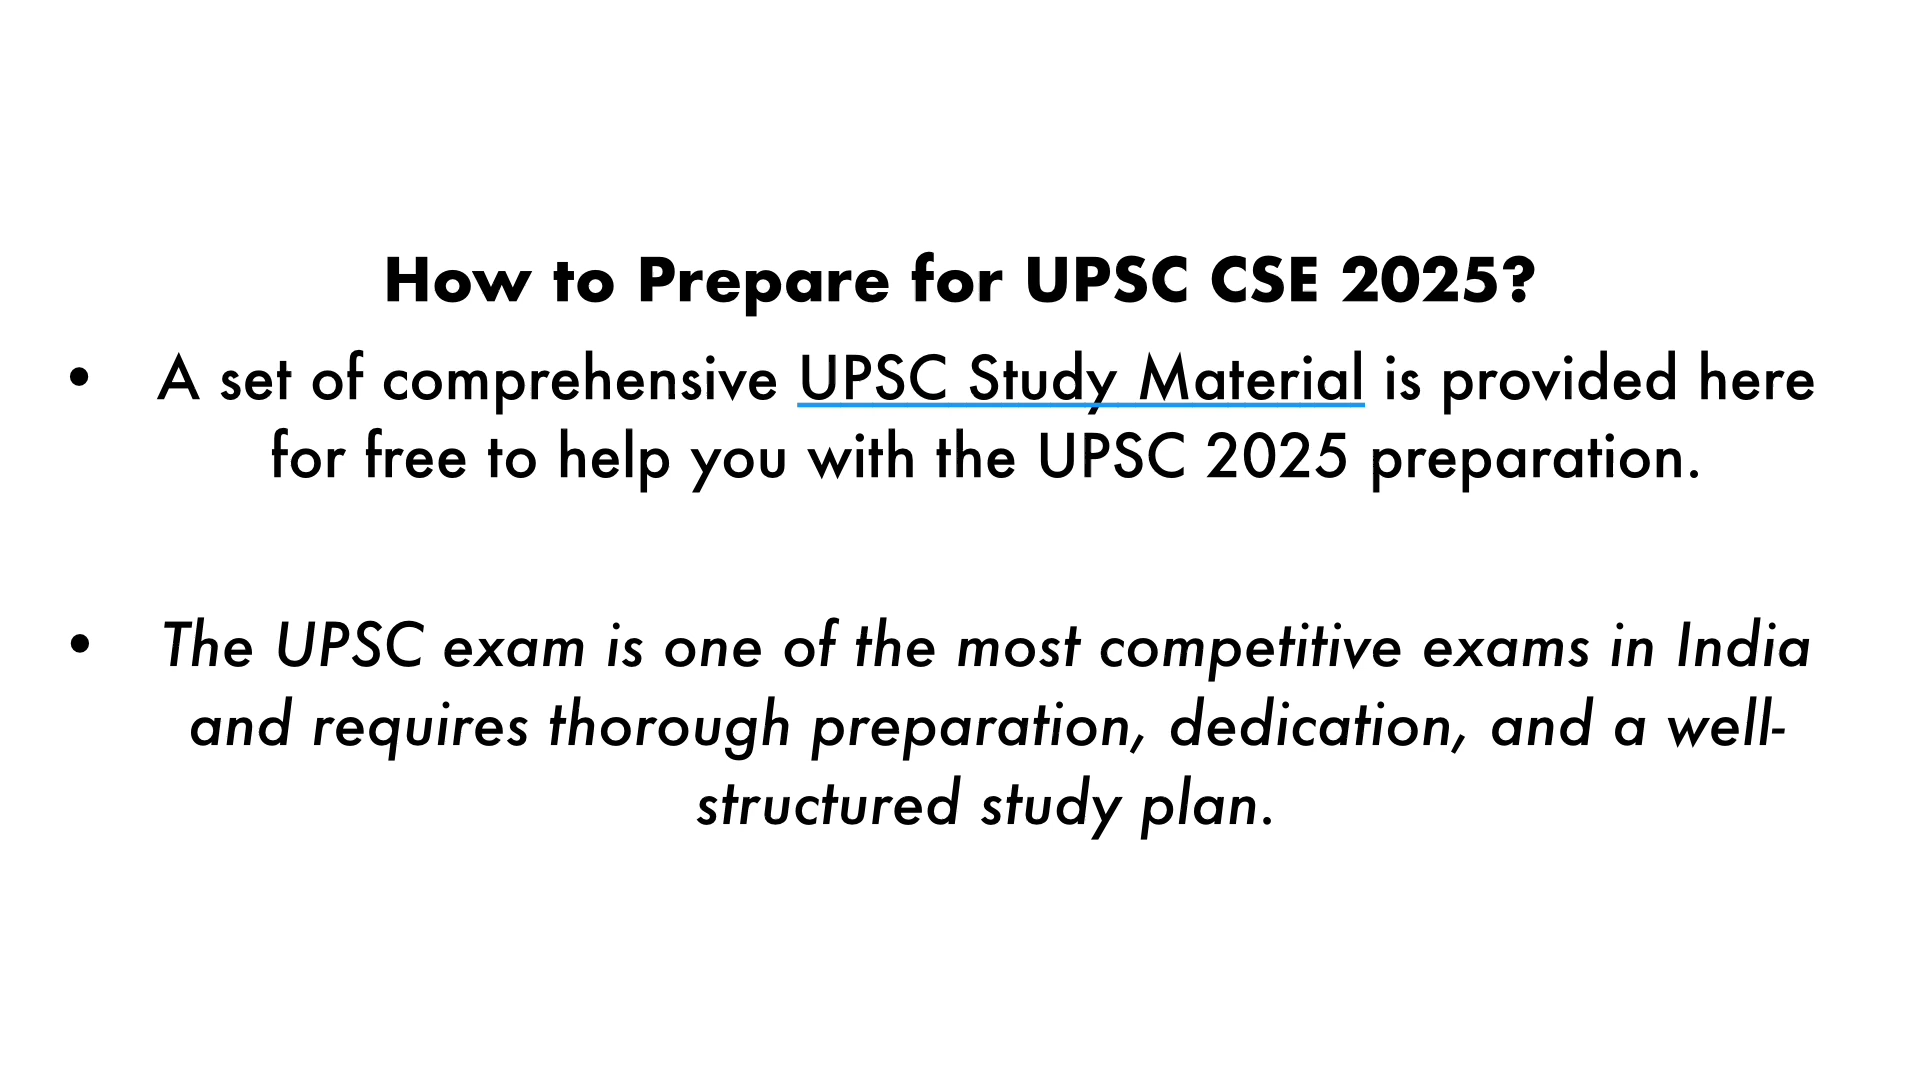 How to Prepare for UPSC CSE 2025?
• A set of comprehensive UPSC Study Material is provided here
for free to help you with the UPSC 2025 preparation.
• The UPSC exam is one of the most competitive exams in India
and requires thorough preparation, dedication, and a well-
structured study plan.